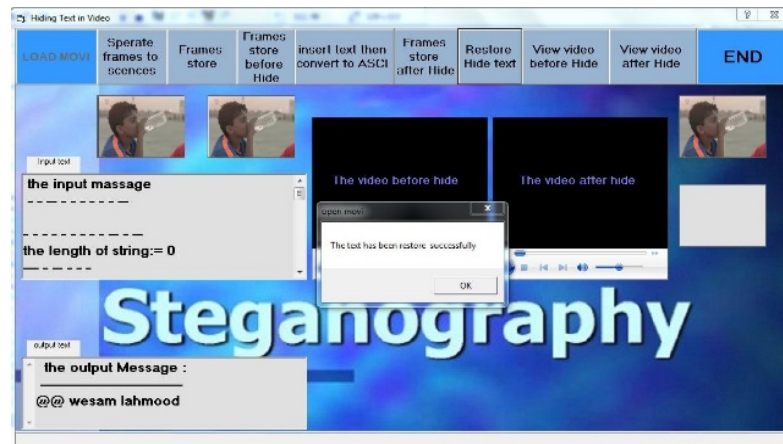 Hiding Text in Video
LOAD MOVI
Sperate
frames to
scences
Frames
store
Frames
store
before
Hide
insert text then
convert to ASCI
Frames
store
after Hide
Restore
Hide text
View video
before Hide
View video
after Hide
END
Input text
the input massage
the length of string:= 0
The video before hide
The video after hide
open movi
The text has been restore successfully
OK
Steganography
output text
the output Message :
@@ wesam lahmood